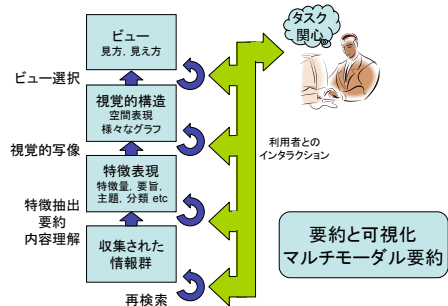 ビュー
見方, 見え方
ビュー選択
視覚的構造
空間表現
様々なグラフ
視覚的写像
特徴表現
特徴量, 要旨,
主題, 分類 etc
特徴抽出
要約
内容理解
収集された
情報群
再検索
タスク
関心
利用者との
インタラクション
要約と可視化
マルチモーダル要約